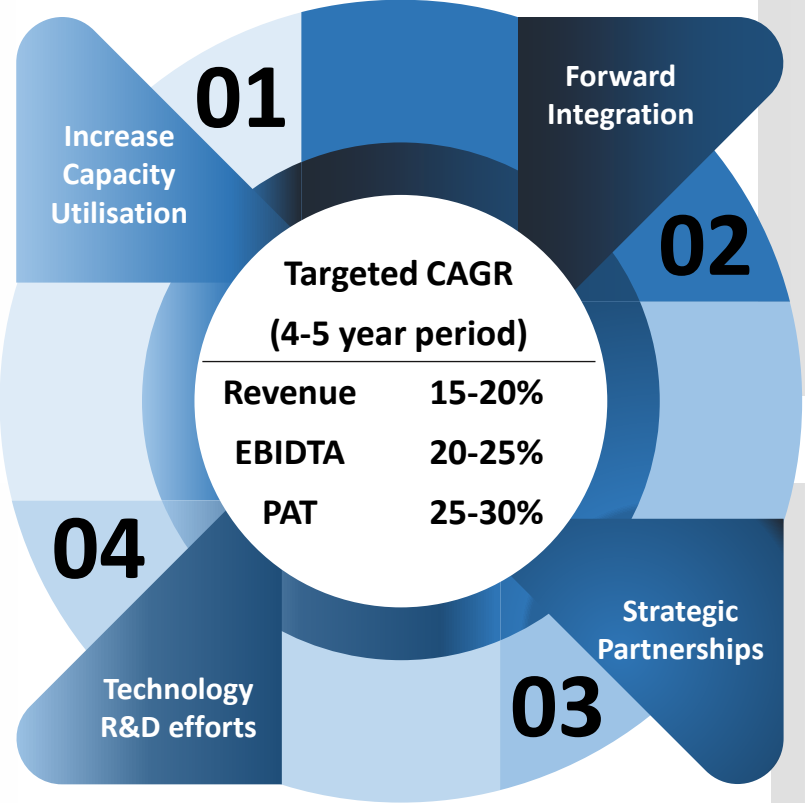 01
Increase
Capacity
Utilisation
Forward
Integration
02
Targeted CAGR
(4-5 year period)
Revenue 15-20%
EBIDTA 20-25%
PAT 25-30%
03
Strategic
Partnerships
04
Technology
R&D efforts